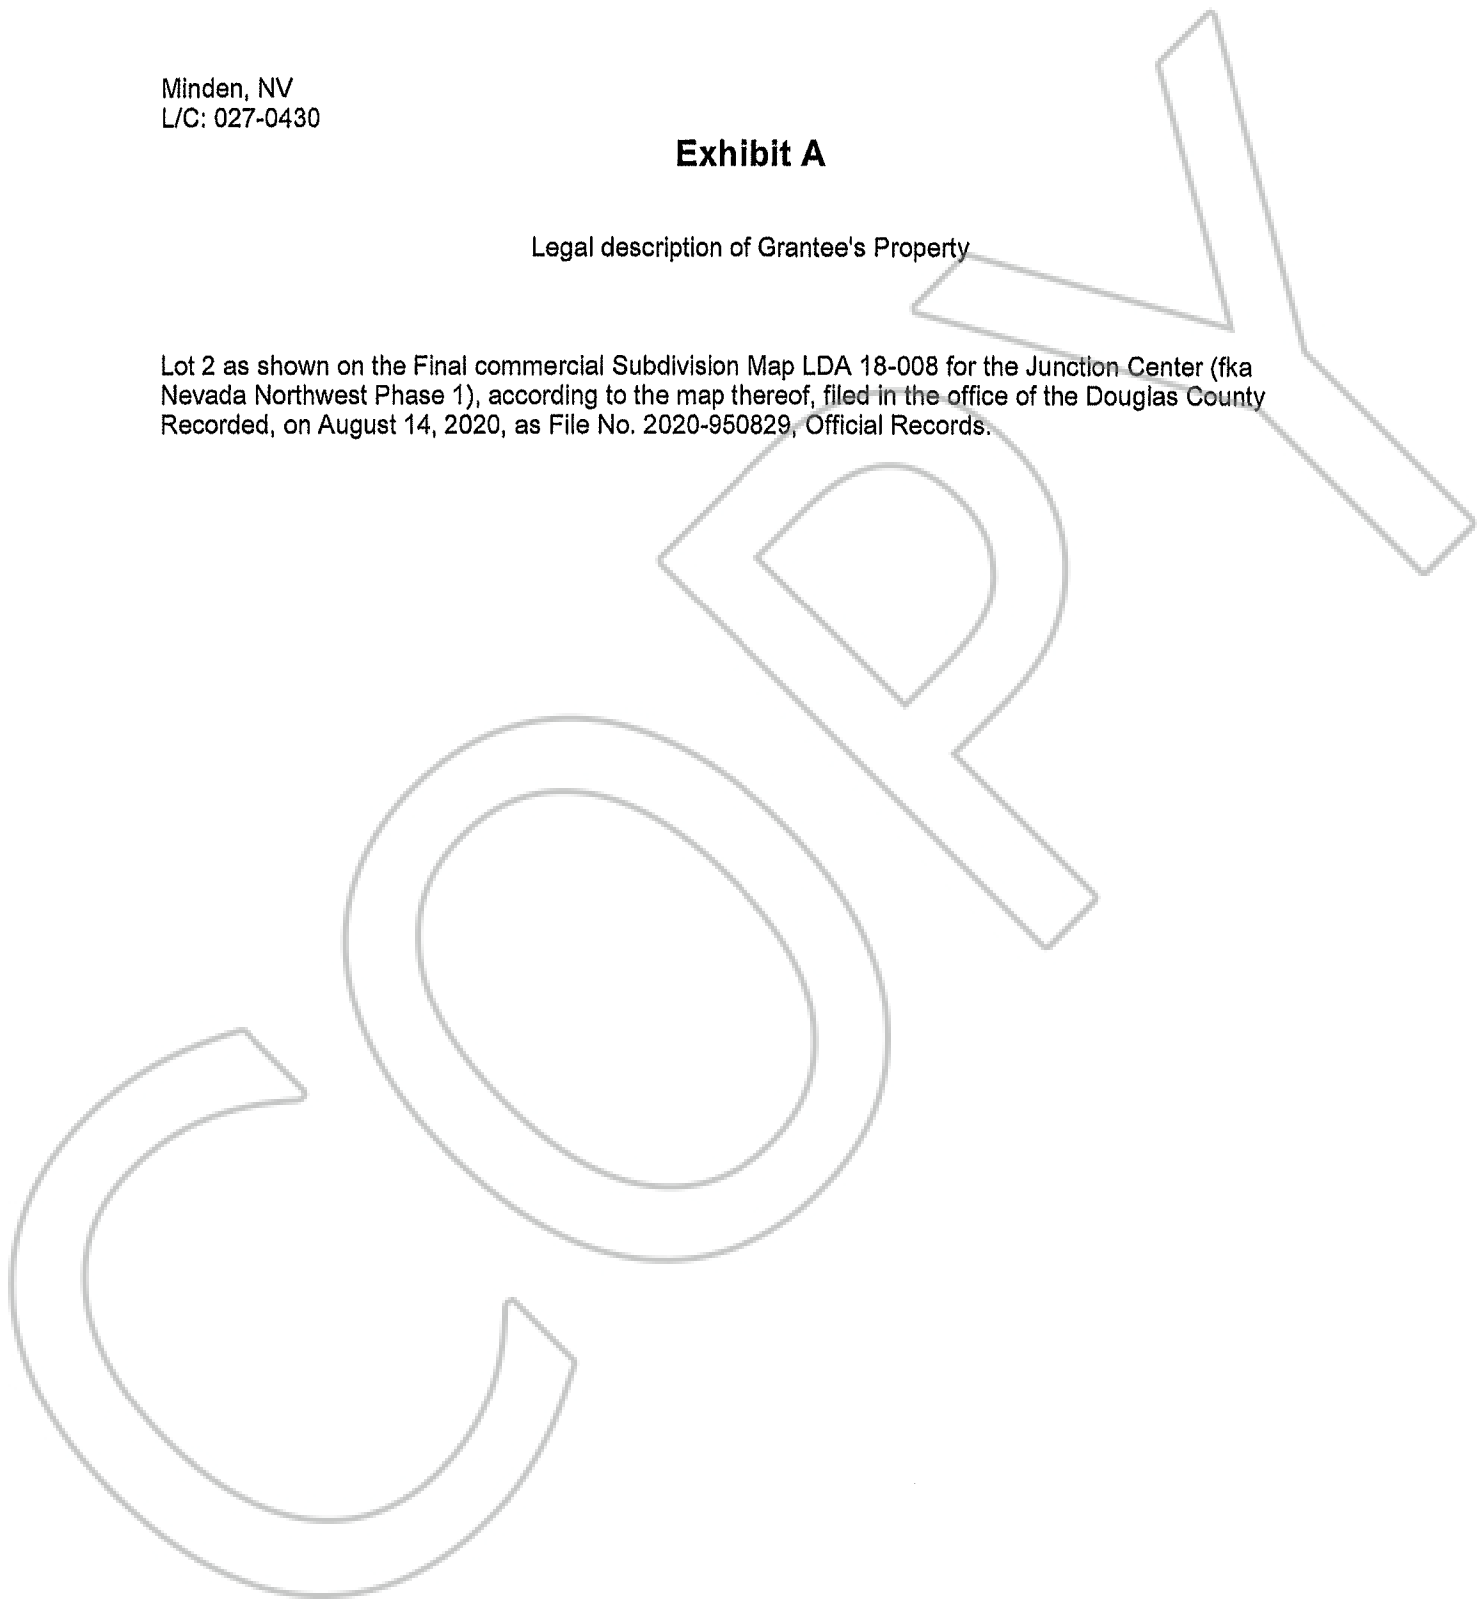 Minden, NV
L/C: 027-0430
Exhibit A
Legal description of Grantee's Property
Lot 2 as shown on the Final commercial Subdivision Map LDA 18-008 for the Junction Center (fka
Nevada Northwest Phase 1), according to the map thereof, filed in the office of the Douglas County
Recorded, on August 14, 2020, as File No. 2020-950829, Official Records.
COPY